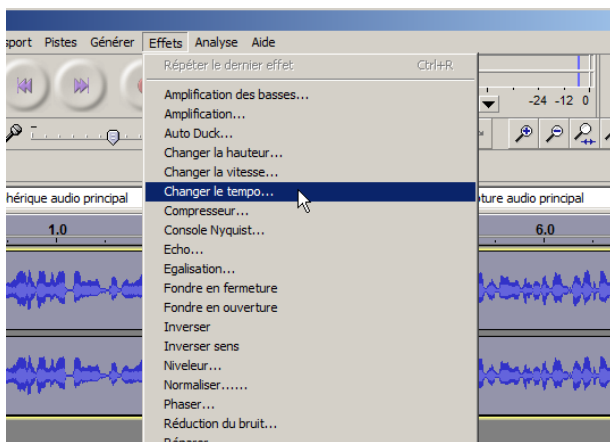 sport Pistes Générer Effets Analyse Aide
Répéter le dernier effet Ctrl+R
Amplification des basses...
-24 -12 0
Amplification...
Auto Duck...
Changer la hauteur...
Changer la vitesse...
hérique audio principal Changer le tempo... ture audio principal
Compresseur...
1.0 Console Nyquist... 6.0
Echo...
Egalisation...
Fondre en fermeture
Fondre en ouverture
Inverser
Inverser sens
Niveleur...
Normaliser......
Phaser...
Réduction du bruit...
Réparer